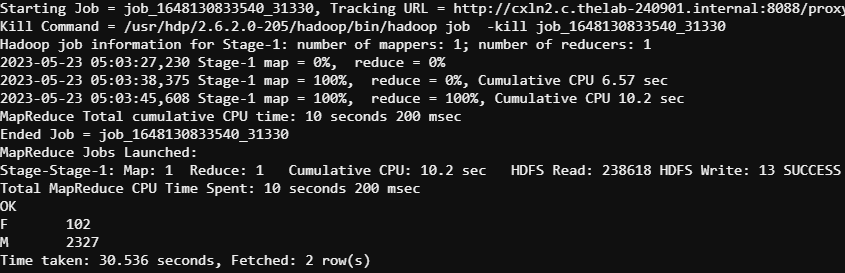 Starting Job = job_1648130833540_31330, Tracking URL = http://cxln2.c.thelab-240901.internal:8088/proxy
Kill Command = /usr/hdp/2.6.2.0-205/hadoop/bin/hadoop job  -kill job_1648130833540_31330
Hadoop job information for Stage-1: number of mappers: 1; number of reducers: 1
2023-05-23 05:03:27,230 Stage-1 map = 0%,  reduce = 0%
2023-05-23 05:03:38,375 Stage-1 map = 100%,  reduce = 0%, Cumulative CPU 6.57 sec
2023-05-23 05:03:45,608 Stage-1 map = 100%,  reduce = 100%, Cumulative CPU 10.2 sec
MapReduce Total cumulative CPU time: 10 seconds 200 msec
Ended Job = job_1648130833540_31330
MapReduce Jobs Launched:
Stage-Stage-1: Map: 1  Reduce: 1   Cumulative CPU: 10.2 sec   HDFS Read: 238618 HDFS Write: 13 SUCCESS
Total MapReduce CPU Time Spent: 10 seconds 200 msec
OK
F       102
M       2327
Time taken: 30.536 seconds, Fetched: 2 row(s)